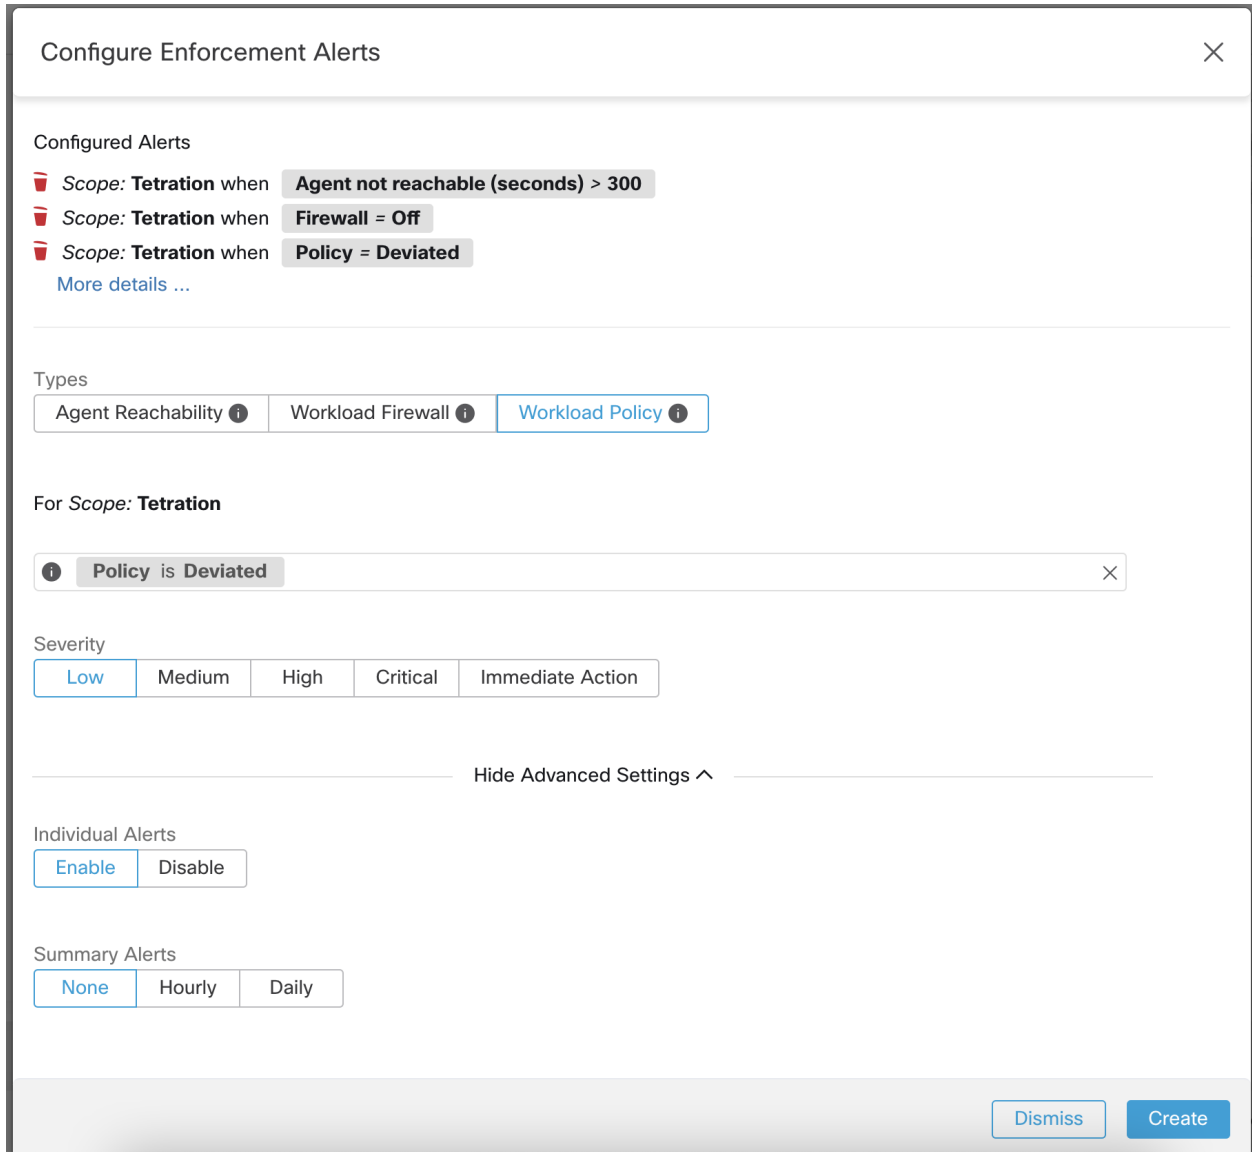 Configure Enforcement Alerts
Configured Alerts
Scope: Tetration when Agent not reachable (seconds) > 300
Scope: Tetration when Firewall = Off
Scope: Tetration when Policy = Deviated
More details ...
Types
Agent Reachability Workload Firewall Workload Policy
For Scope: Tetration
Policy is Deviated
Severity
Low Medium High Critical Immediate Action
Hide Advanced Settings
Individual Alerts
Enable Disable
Summary Alerts
None Hourly Daily
Dismiss Create